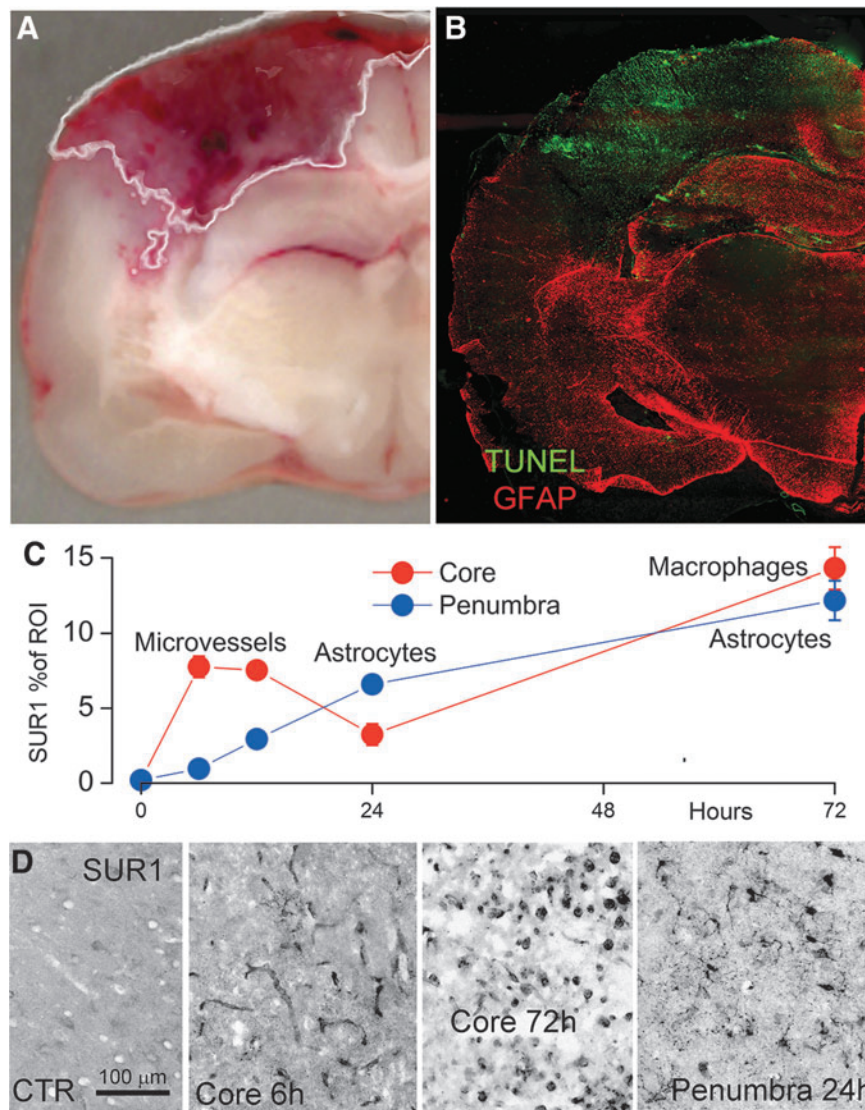 A
B
TUNEL
GFAP
C
SUR1 %of ROI
15
10
5
0
Core
Penumbra
Microvessels
Astrocytes
Macrophages
Astrocytes
0
24
48
Hours
72
D
SUR1
CTR
100 µm
Core 6h
Core 72h
Penumbra 24h